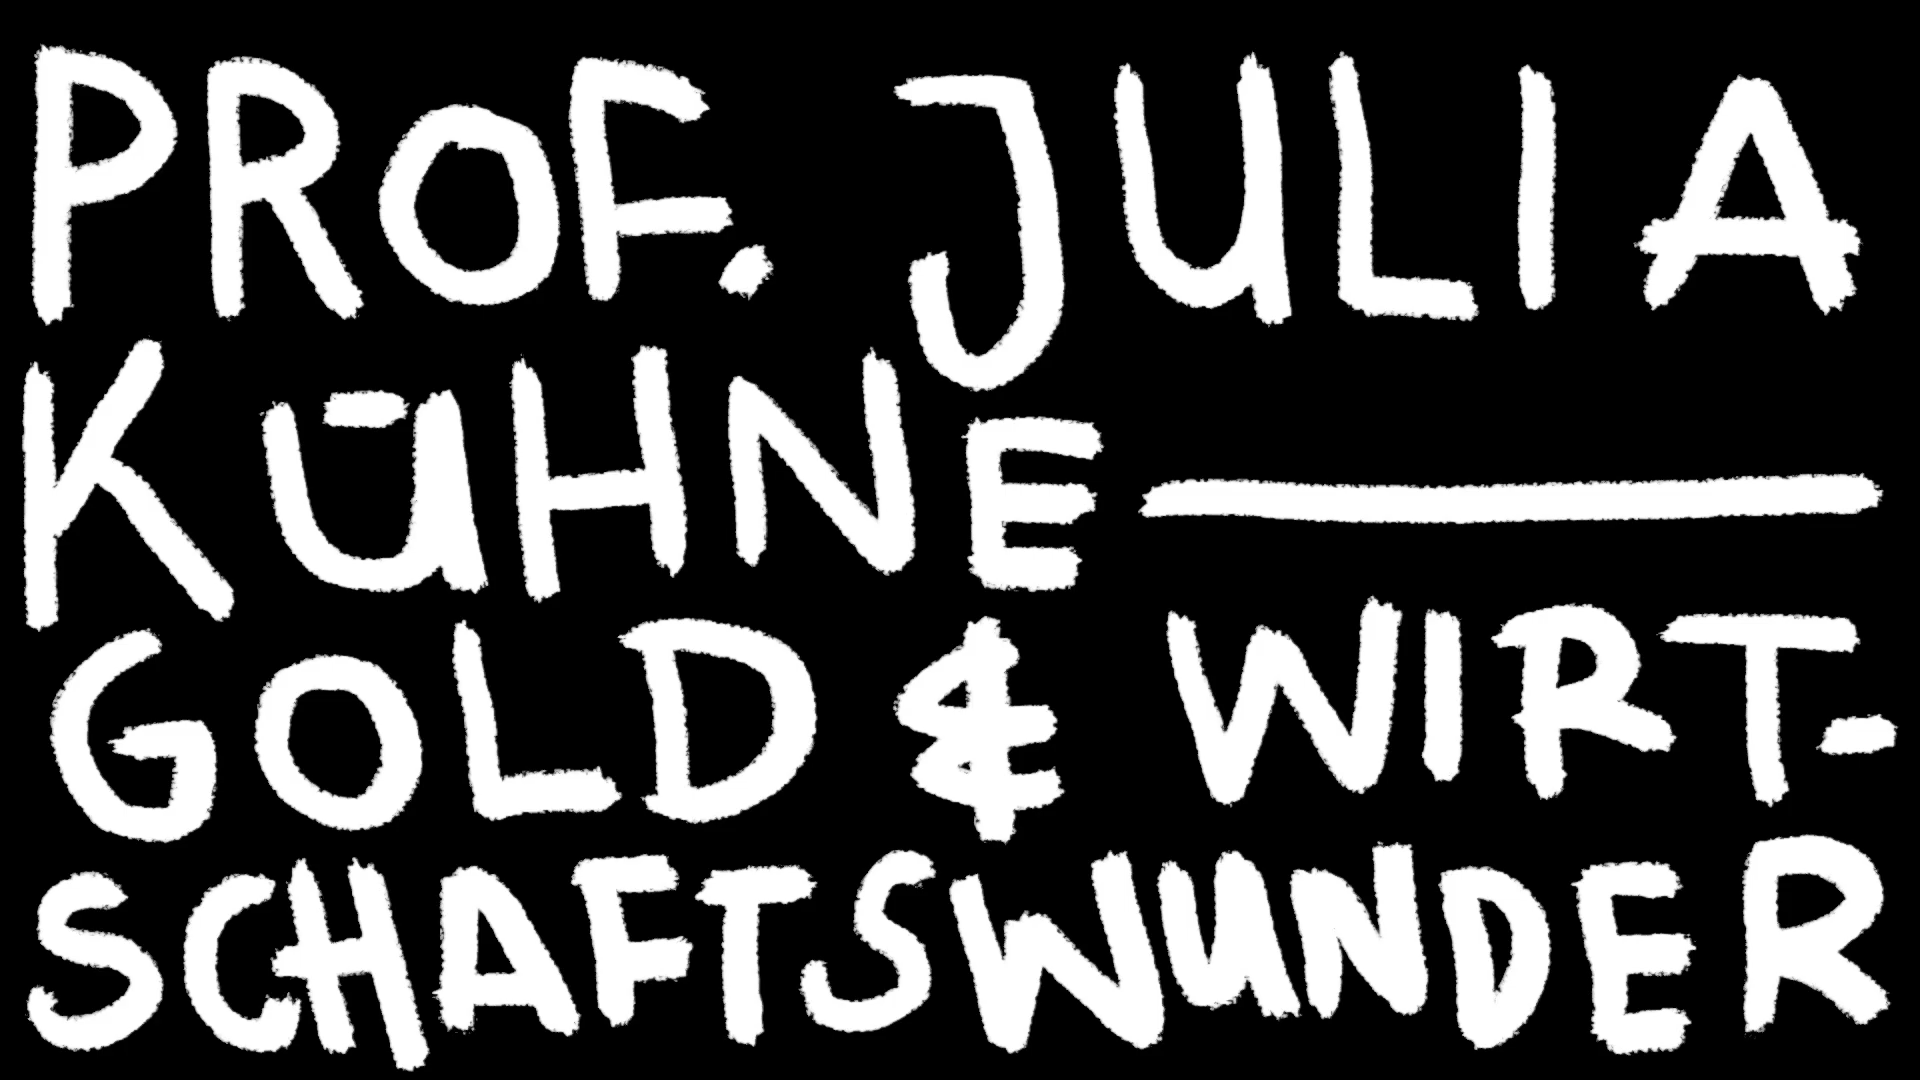 PROF. JULIA
KÜHNE —
GOLD & WIRT-
SCHAFTSWUNDER